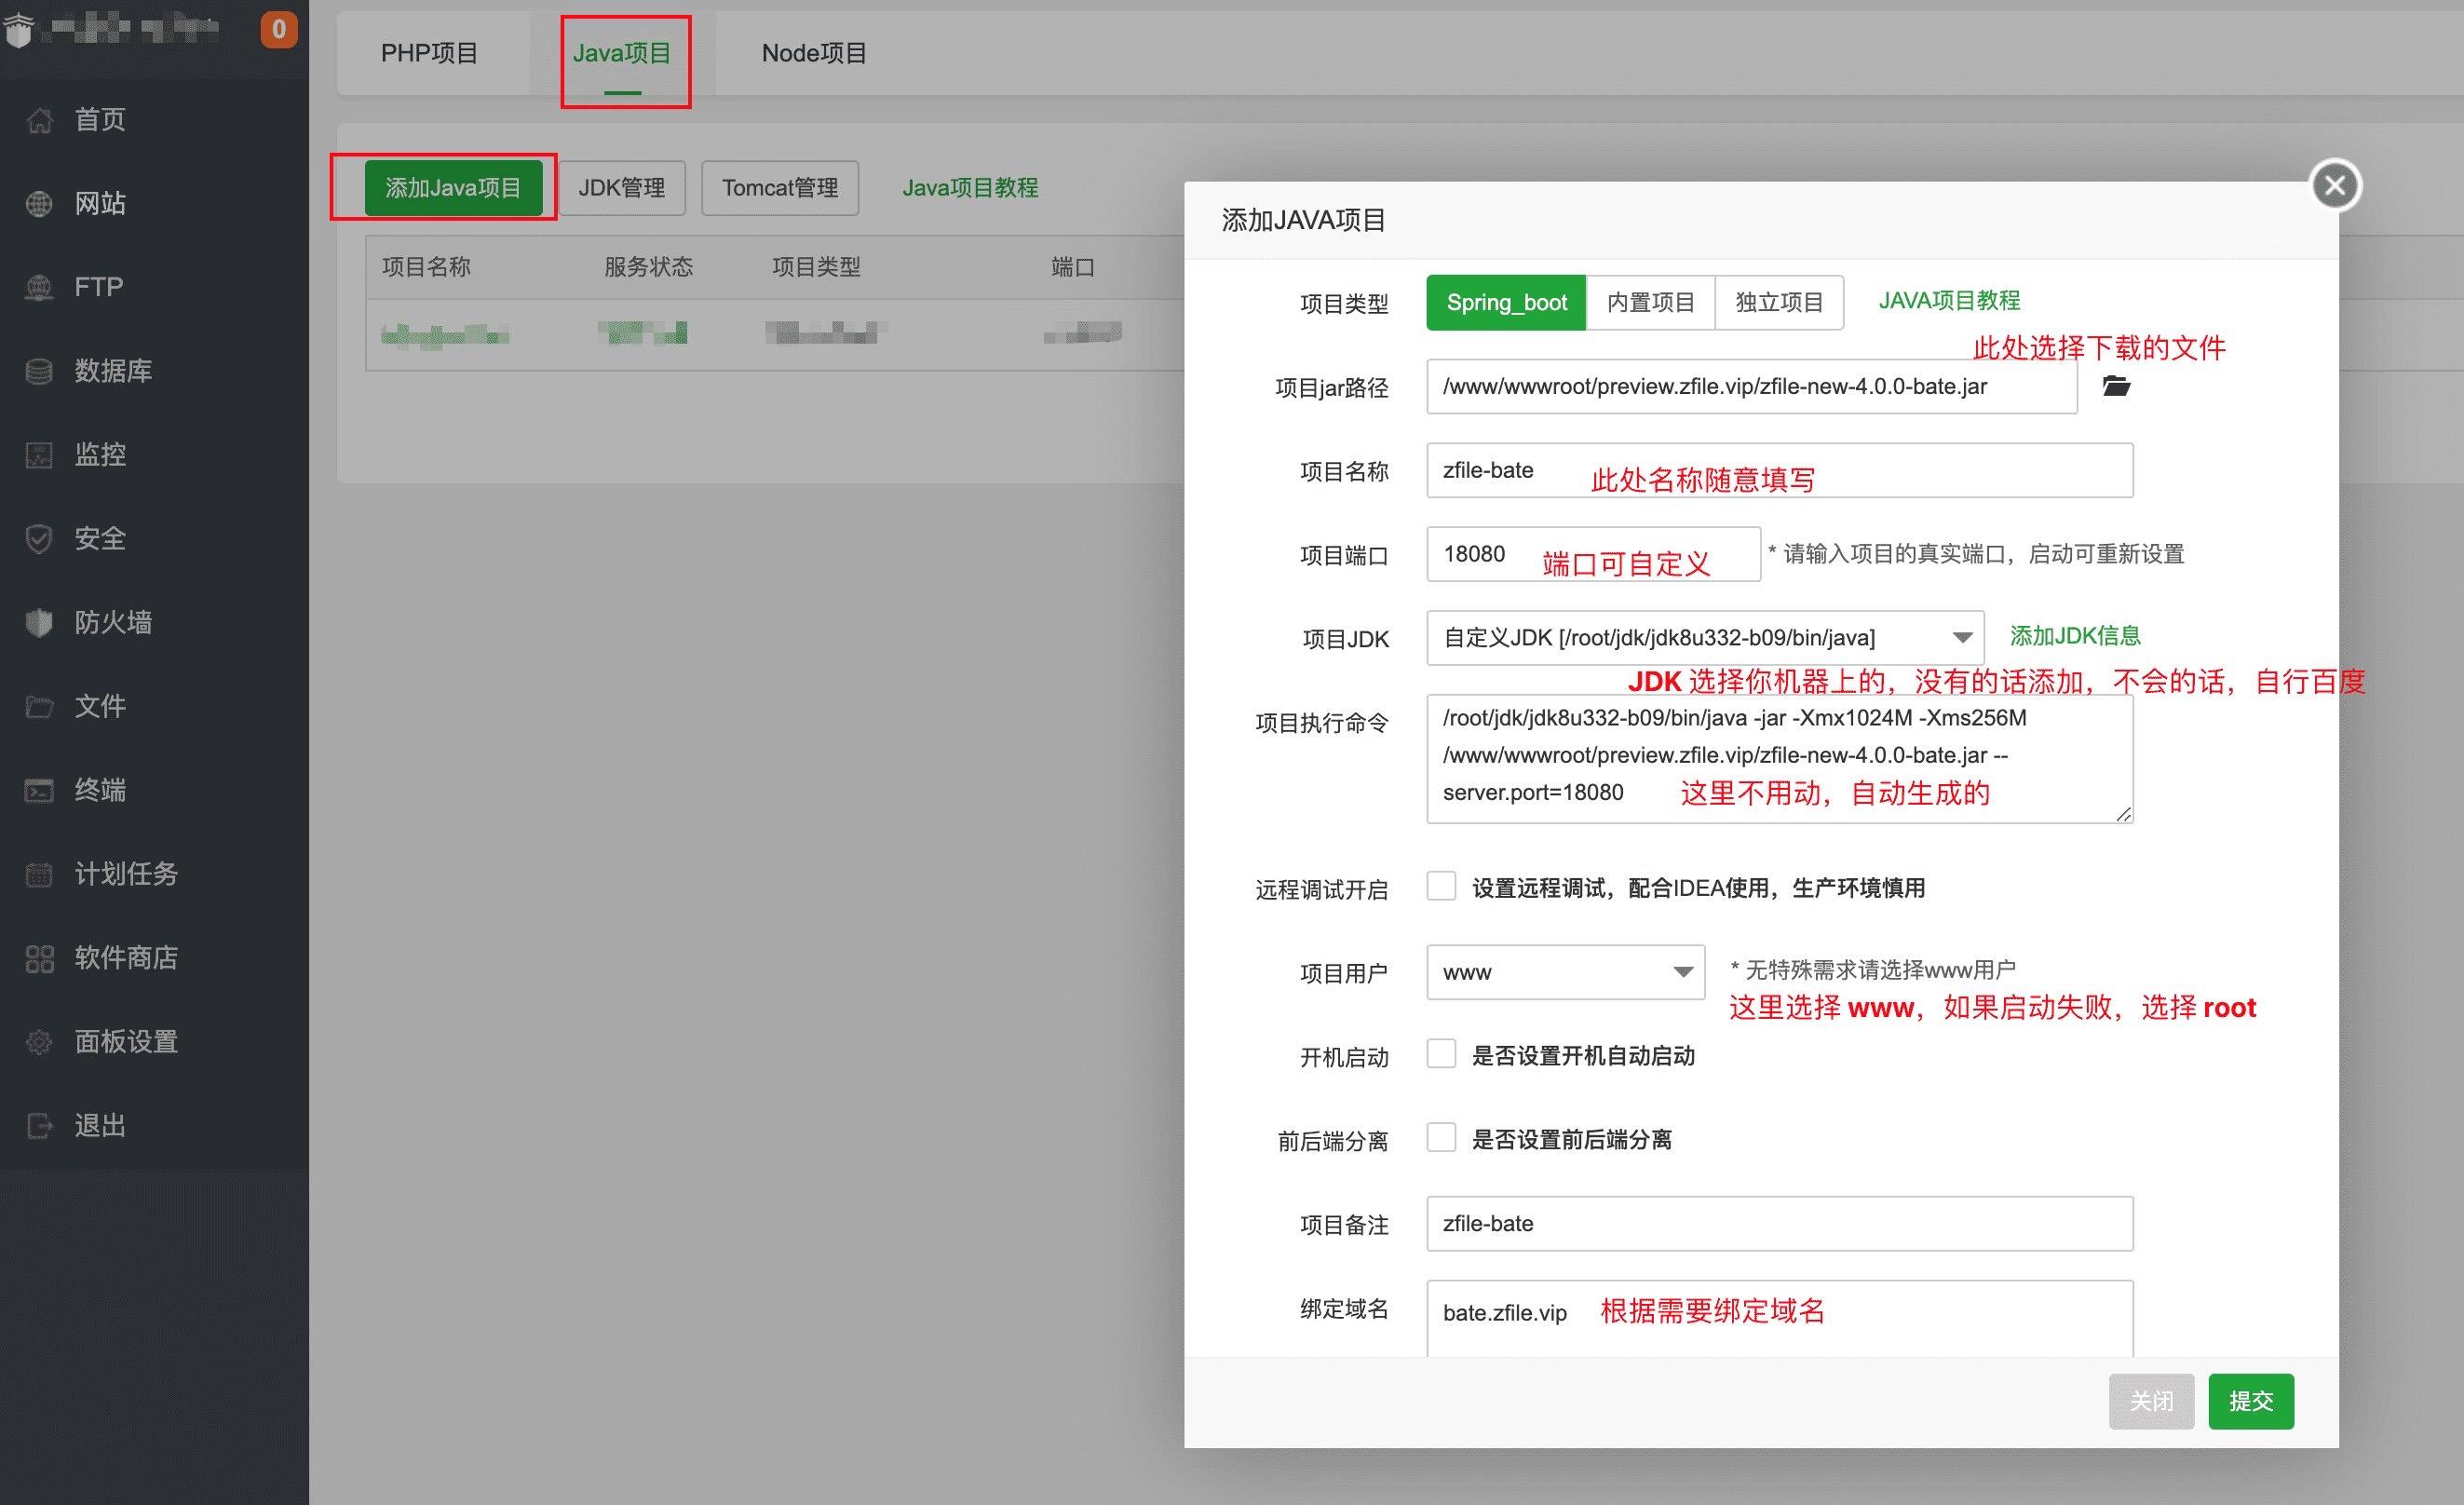 0
首页
网站
FTP
数据库
监控
安全
防火墙
文件
终端
计划任务
软件商店
面板设置
退出
PHP项目
Java项目
Node项目
添加Java项目
JDK管理
Tomcat管理
Java项目教程
项目名称
服务状态
项目类型
端口
添加JAVA项目
项目类型
Spring_boot
内置项目
独立项目
JAVA项目教程
此处选择下载的文件
项目jar路径
/www/wwwroot/preview.zfile.vip/zfile-new-4.0.0-bate.jar
项目名称
zfile-bate
此处名称随意填写
项目端口
18080
端口可自定义
* 请输入项目的真实端口，启动可重新设置
项目JDK
自定义JDK [/root/jdk/jdk8u332-b09/bin/java]
添加JDK信息
JDK 选择你机器上的，没有的话添加，不会的话，自行百度
项目执行命令
/root/jdk/jdk8u332-b09/bin/java -jar -Xmx1024M -Xms256M
/www/wwwroot/preview.zfile.vip/zfile-new-4.0.0-bate.jar --
server.port=18080
这里不用动，自动生成的
远程调试开启
设置远程调试，配合IDEA使用，生产环境慎用
项目用户
www
* 无特殊需求请选择www用户
这里选择 www，如果启动失败，选择 root
开机启动
是否设置开机自动启动
前后端分离
是否设置前后端分离
项目备注
zfile-bate
绑定域名
bate.zfile.vip
根据需要绑定域名
关闭
提交